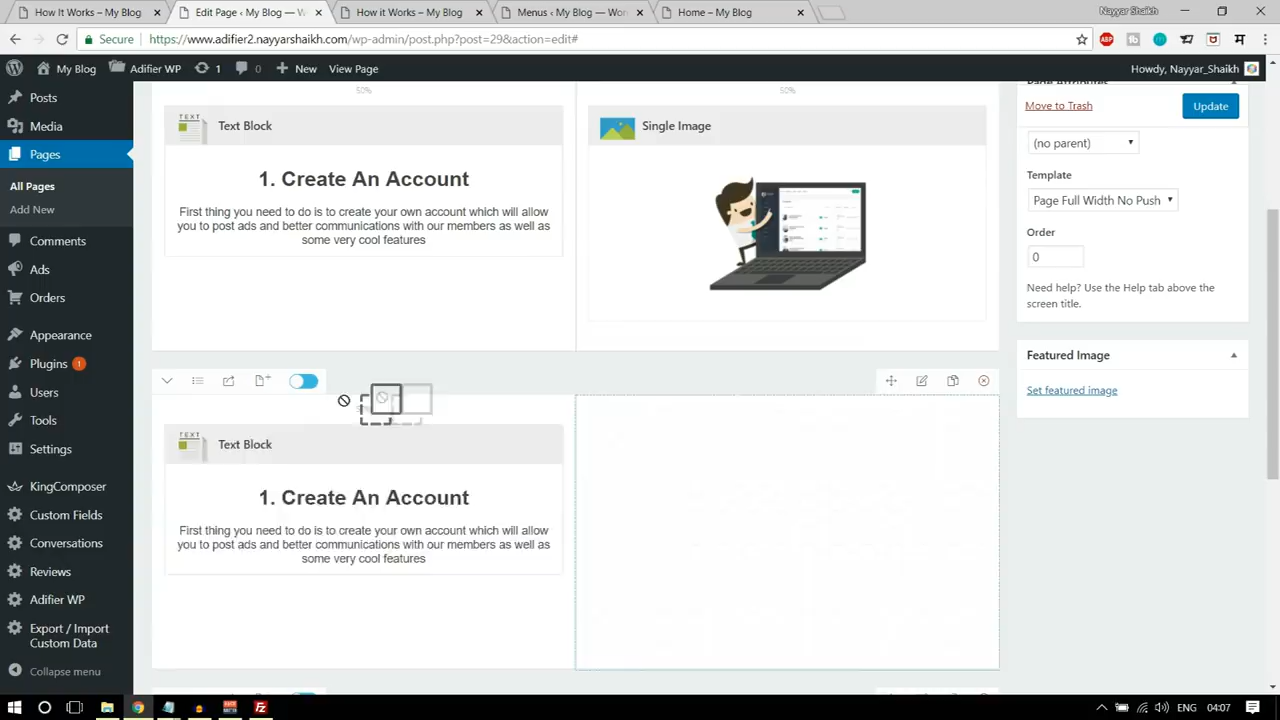 How it Works – My Blog
Edit Page ‹ My Blog — W
How it Works – My Blog
Menus ‹ My Blog — Wor
Home – My Blog
Nayyar Shaikh
Secure
https://www.adifier2.nayyarshaikh.com/wp-admin/post.php?post=29&action=edit#
My Blog
Adifier WP
1
0
New
View Page
Howdy, Nayyar_Shaikh
Posts
Media
Pages
All Pages
Add New
Comments
Ads
Orders
Appearance
Plugins 1
Users
Tools
Settings
KingComposer
Custom Fields
Conversations
Reviews
Adifier WP
Export / Import
Custom Data
Collapse menu
50%
50%
TEXT
Text Block
Single Image
1. Create An Account
First thing you need to do is to create your own account which will allow
you to post ads and better communications with our members as well as
some very cool features
TEXT
Text Block
1. Create An Account
First thing you need to do is to create your own account which will allow
you to post ads and better communications with our members as well as
some very cool features
Page Attributes
Move to Trash
Update
(no parent)
Template
Page Full Width No Push
Order
0
Need help? Use the Help tab above the
screen title.
Featured Image
Set featured image
ENG
04:07